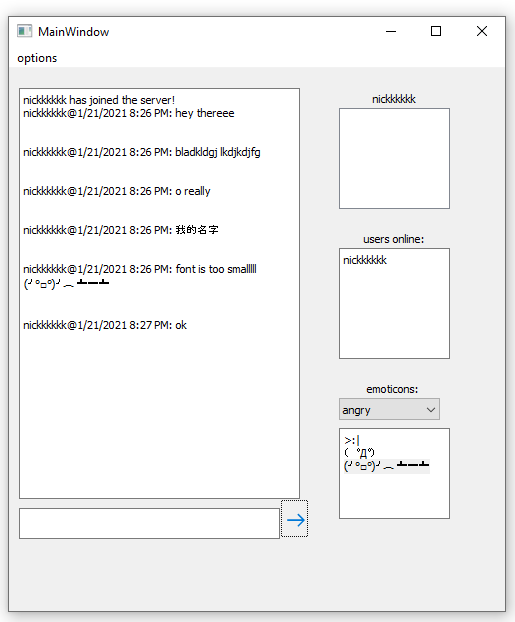 MainWindow
options
nickkkkkk has joined the server!
nickkkkkk@1/21/2021 8:26 PM: hey thereee
nickkkkkk@1/21/2021 8:26 PM: bladkldgj lkdjkdjfg
nickkkkkk@1/21/2021 8:26 PM: o really
nickkkkkk@1/21/2021 8:26 PM: 我的名字
nickkkkkk@1/21/2021 8:26 PM: font is too smalllll
(╯°□°)╯︵ ┻━┻
nickkkkkk@1/21/2021 8:27 PM: ok
nickkkkkk
users online:
nickkkkkk
emoticons:
angry
>:|
( ゜Д゜)
(╯°□°)╯︵ ┻━┻